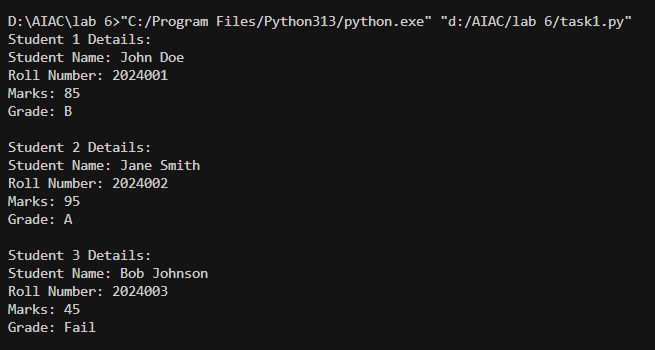 D:\AIAC\lab 6>"C:/Program Files/Python313/python.exe" "d:/AIAC/lab 6/task1.py"
Student 1 Details:
Student Name: John Doe
Roll Number: 2024001
Marks: 85
Grade: B
Student 2 Details:
Student Name: Jane Smith
Roll Number: 2024002
Marks: 95
Grade: A
Student 3 Details:
Student Name: Bob Johnson
Roll Number: 2024003
Marks: 45
Grade: Fail